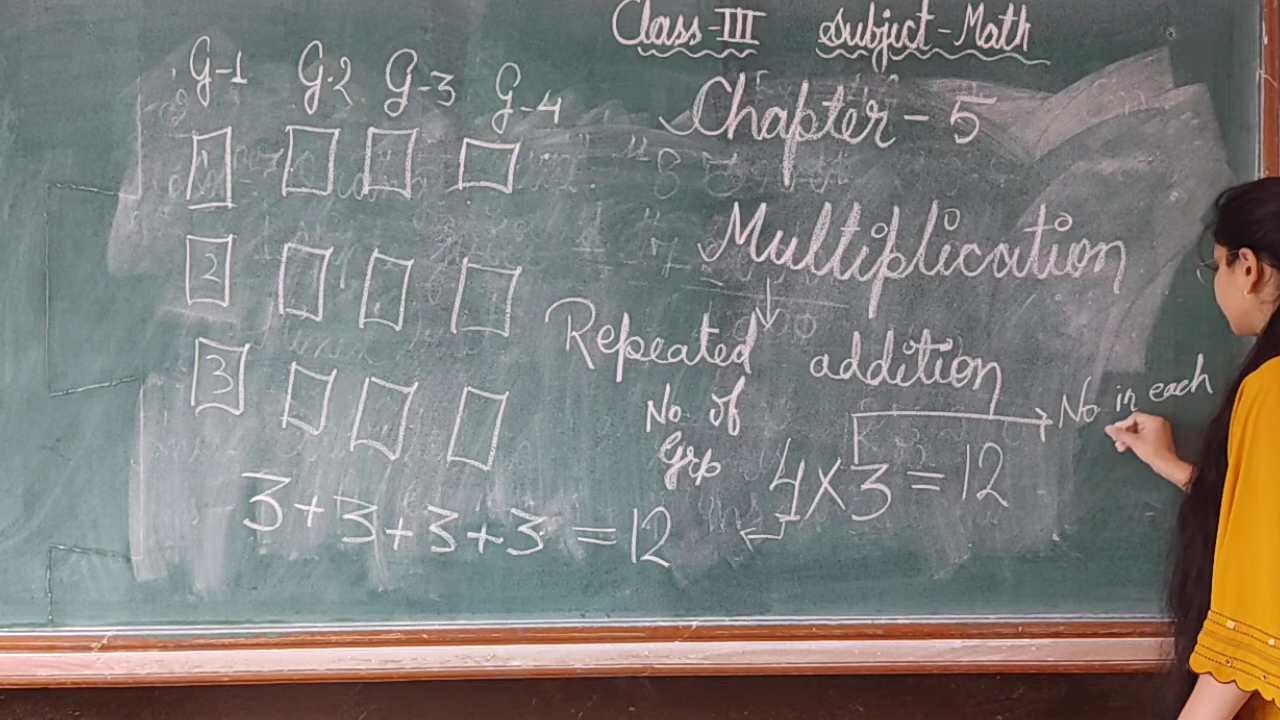 Class-III Subject-Math
Chapter-5
Multiplication
Repeated addition
G-1 G-2 G-3 G-4
1
2
3
3+3+3+3=12
No. of
Grp
4×3=12
No in each